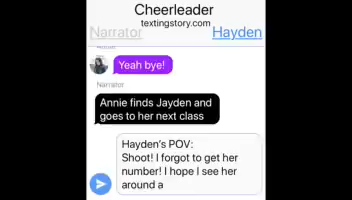 Cheerleader
textingstory.com
Narrator Hayden
Yeah bye!
Narrator
Annie finds Jayden and
goes to her next class
Hayden's POV:
Shoot! I forgot to get her
number! I hope I see her
around a